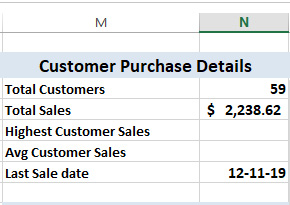 M N
Customer Purchase Details
Total Customers 59
Total Sales $ 2,238.62
Highest Customer Sales
Avg Customer Sales
Last Sale date 12-11-19